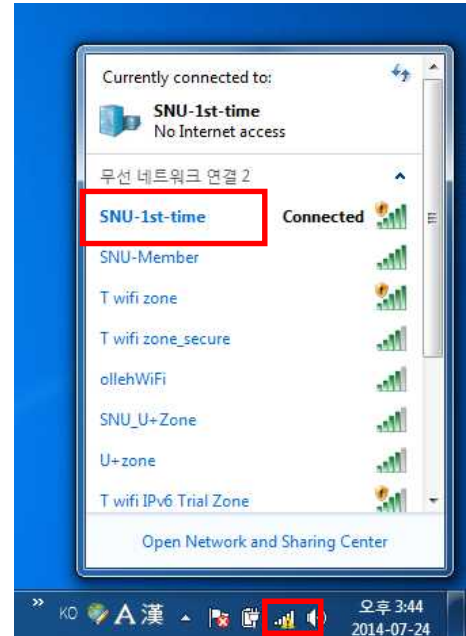 Currently connected to:
SNU-1st-time
No Internet access
무선 네트워크 연결 2
SNU-1st-time Connected
SNU-Member
T wifi zone
T wifi zone_secure
ollehWiFi
SNU_U+Zone
U+zone
T wifi IPv6 Trial Zone
Open Network and Sharing Center
KO A 漢 오후 3:44
2014-07-24